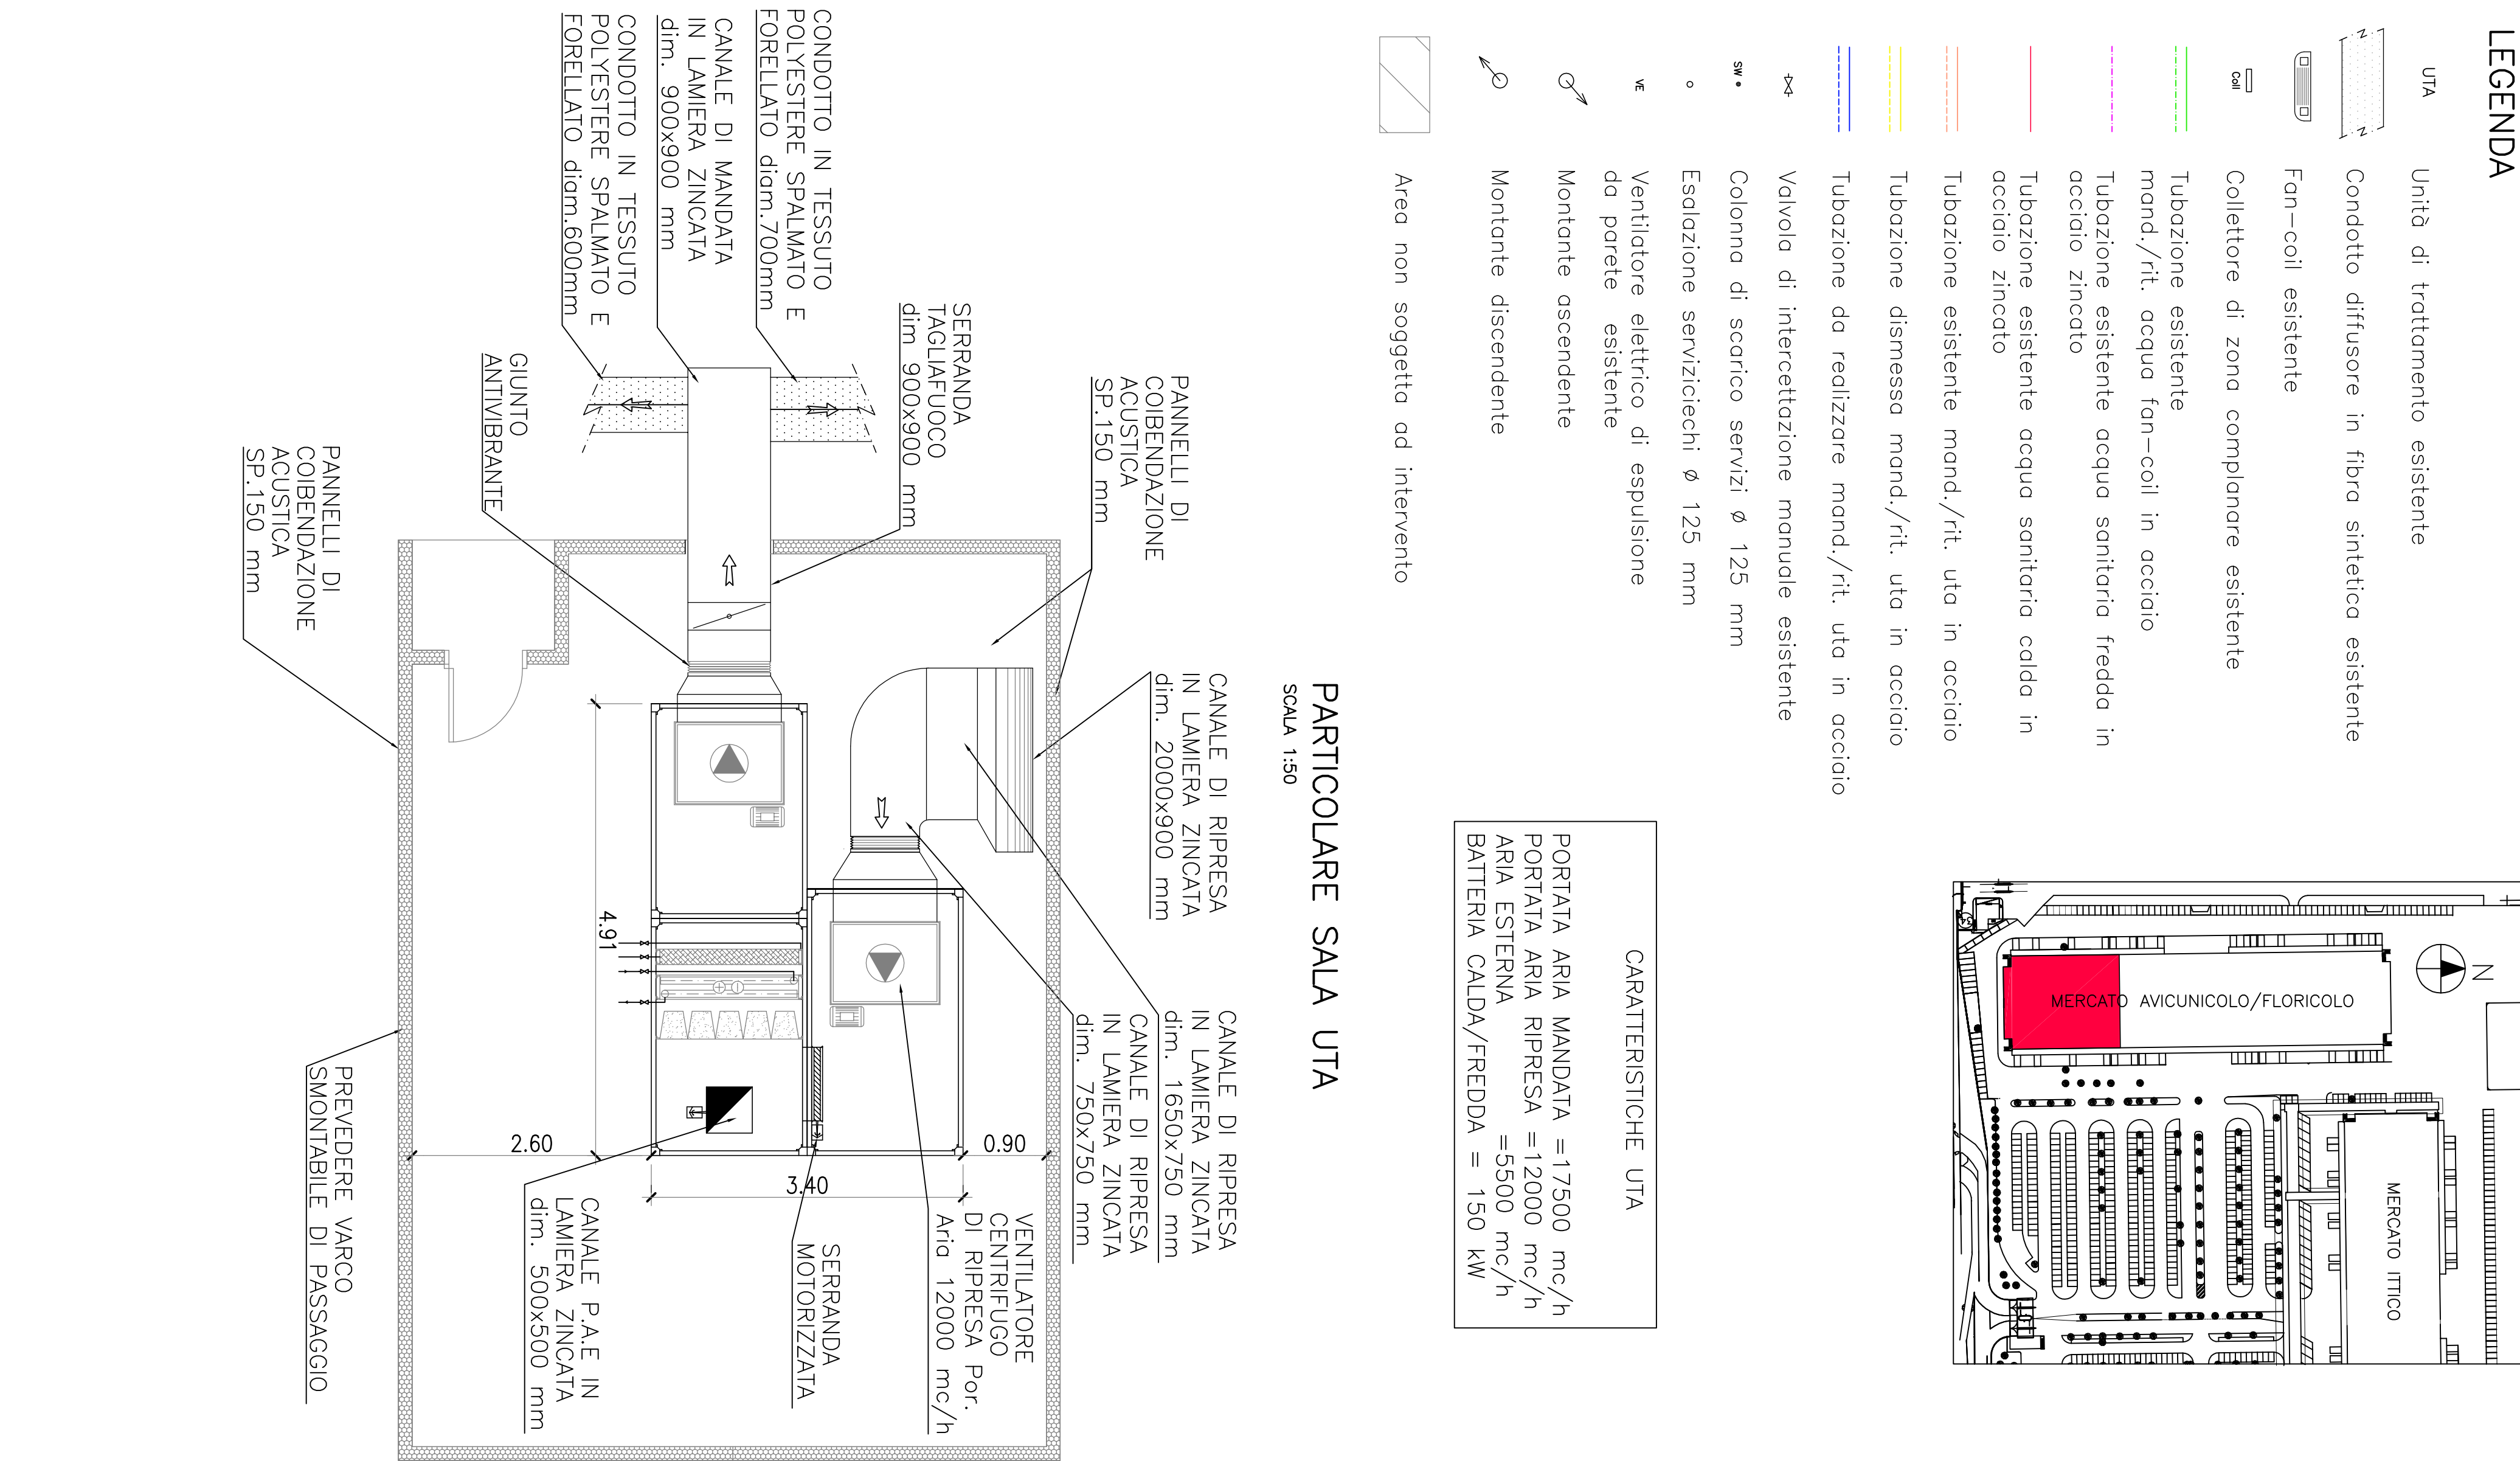 LEGENDA
UTA
Unità di trattamento esistente
Condotto diffusore in fibra sintetica esistente
Fan-coil esistente
Coll
Collettore di zona complanare esistente
Tubazione esistente
mand./rit. acqua fan-coil in acciaio
Tubazione esistente acqua sanitaria fredda in
acciaio zincato
Tubazione esistente acqua sanitaria calda in
acciaio zincato
Tubazione esistente mand./rit. uta in acciaio
Tubazione dismessa mand./rit. uta in acciaio
Tubazione da realizzare mand./rit. uta in acciaio
Valvola di intercettazione manuale esistente
SW
Colonna di scarico servizi Ø 125 mm
Esalazione serviziciechi Ø 125 mm
VE
Ventilatore elettrico di espulsione
da parete esistente
Montante ascendente
Montante discendente
Area non soggetta ad intervento
N
MERCATO AVICUNICOLO/FLORICOLO
MERCATO ITTICO
CARATTERISTICHE UTA
PORTATA ARIA MANDATA =17500 mc/h
PORTATA ARIA RIPRESA =12000 mc/h
ARIA ESTERNA =5500 mc/h
BATTERIA CALDA/FREDDA = 150 kW
PARTICOLARE SALA UTA
SCALA 1:50
CONDOTTO IN TESSUTO
POLYESTERE SPALMATO E
FORELLATO diam.700mm
CANALE DI MANDATA
IN LAMIERA ZINCATA
dim. 900x900 mm
CONDOTTO IN TESSUTO
POLYESTERE SPALMATO E
FORELLATO diam.600mm
SERRANDA
TAGLIAFUOCO
dim 900x900 mm
GIUNTO
ANTIVIBRANTE
PANNELLI DI
COIBENDAZIONE
ACUSTICA
SP.150 mm
PANNELLI DI
COIBENDAZIONE
ACUSTICA
SP.150 mm
CANALE DI RIPRESA
IN LAMIERA ZINCATA
dim. 2000x900 mm
CANALE DI RIPRESA
IN LAMIERA ZINCATA
dim. 1650x750 mm
CANALE DI RIPRESA
IN LAMIERA ZINCATA
dim. 750x750 mm
4.91
2.60
3.40
0.90
VENTILATORE
CENTRIFUGO
DI RIPRESA Por.
Aria 12000 mc/h
SERRANDA
MOTORIZZATA
CANALE P.A.E IN
LAMIERA ZINCATA
dim. 500x500 mm
PREVEDERE VARCO
SMONTABILE DI PASSAGGIO